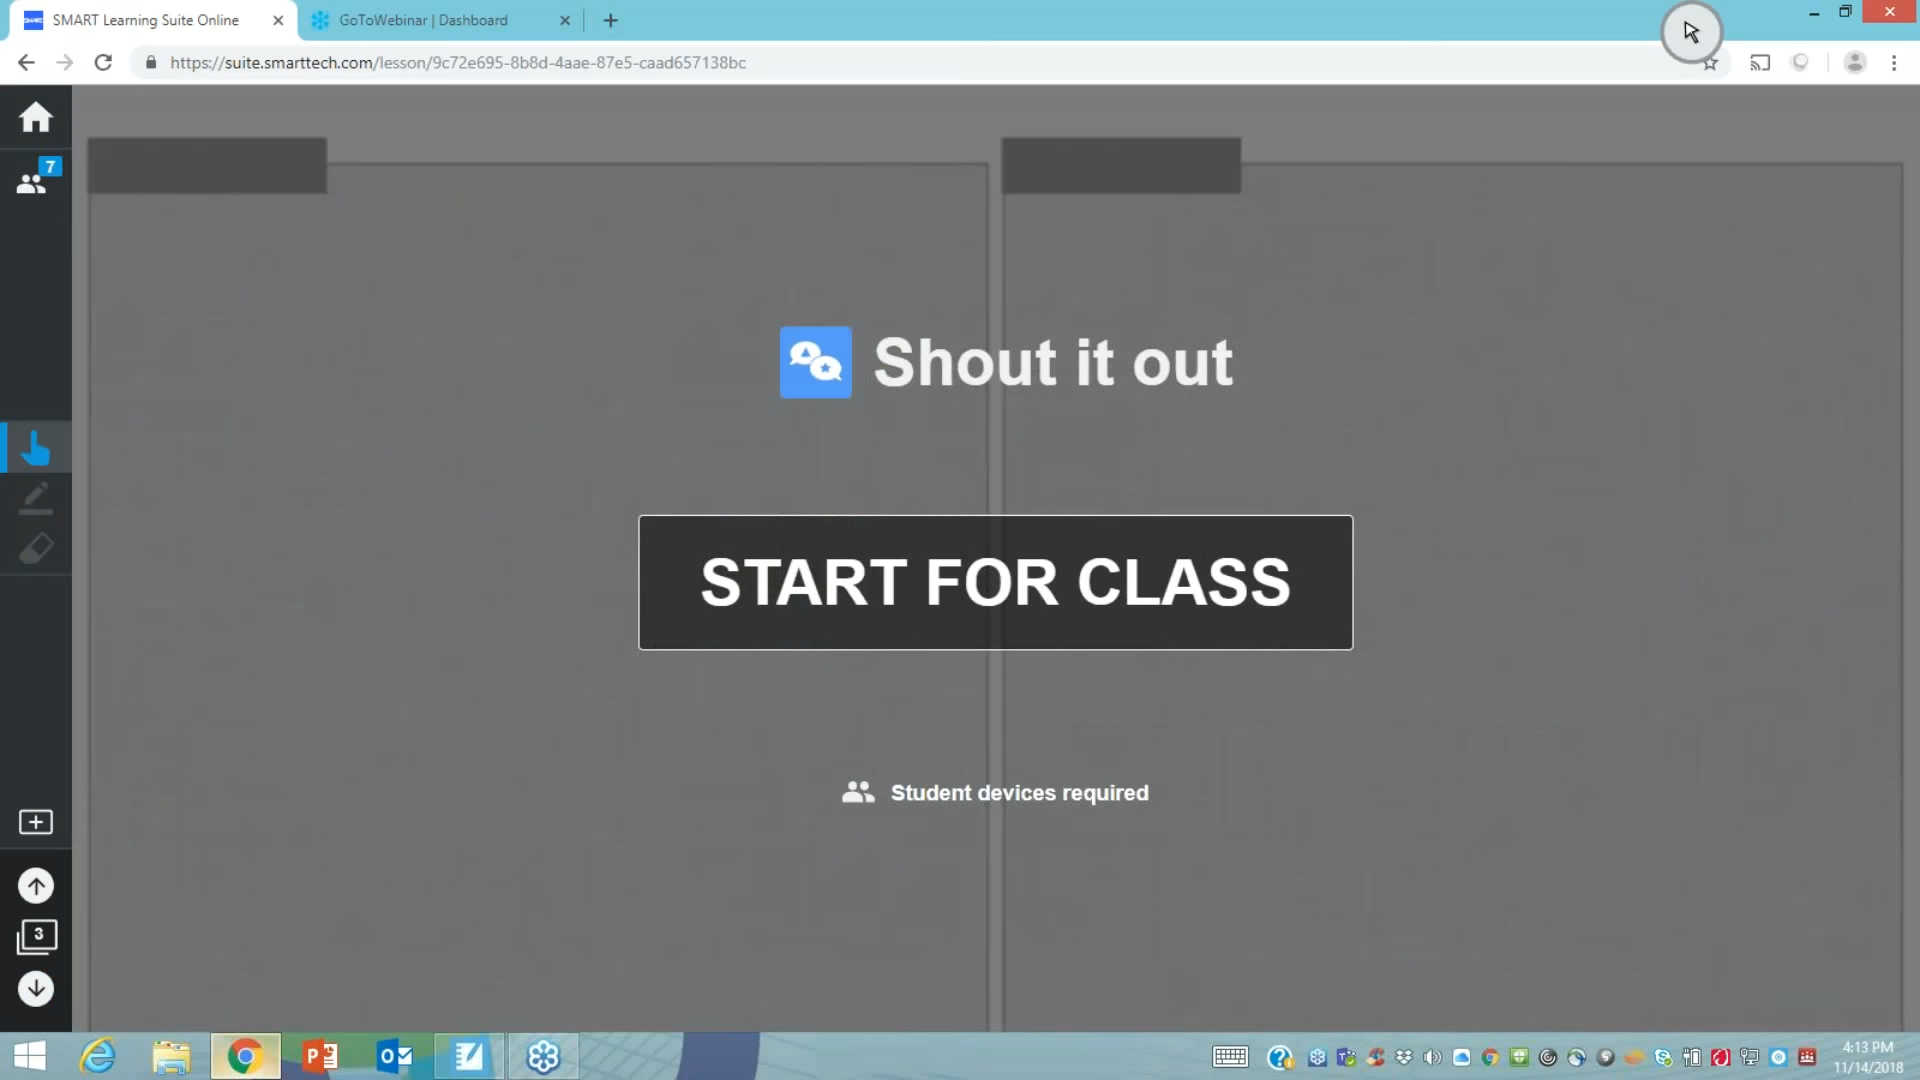 SMART Learning Suite Online
GoToWebinar | Dashboard
https://suite.smarttech.com/lesson/9c72e695-8b8d-4aae-87e5-caad657138bc
7
Shout it out
START FOR CLASS
Student devices required
3
4:13 PM
11/14/2018